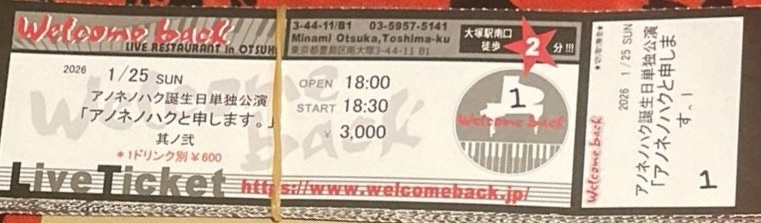 Welcome back
LIVE RESTAURANT in OTSUK
3-44-11/B1 03-5957-5141
Minami Otsuka,Toshima-ku
東京都豊島区南大塚3-44-11 B1
大塚駅南口
徒歩 2 分!!!
2026 1/25 SUN
アノネノハク誕生日単独公演
「アノネノハクと申します。」
其ノ弐
*1ドリンク別¥600
OPEN 18:00
START 18:30
¥ 3,000
1
Welcome back
Welcome back
Live Ticket
https://www.welcomeback.jp/
Welcome back
2026 1/25 SUN
アノネノハク誕生日単独公演
「アノネノハクと申しま
す。」
1